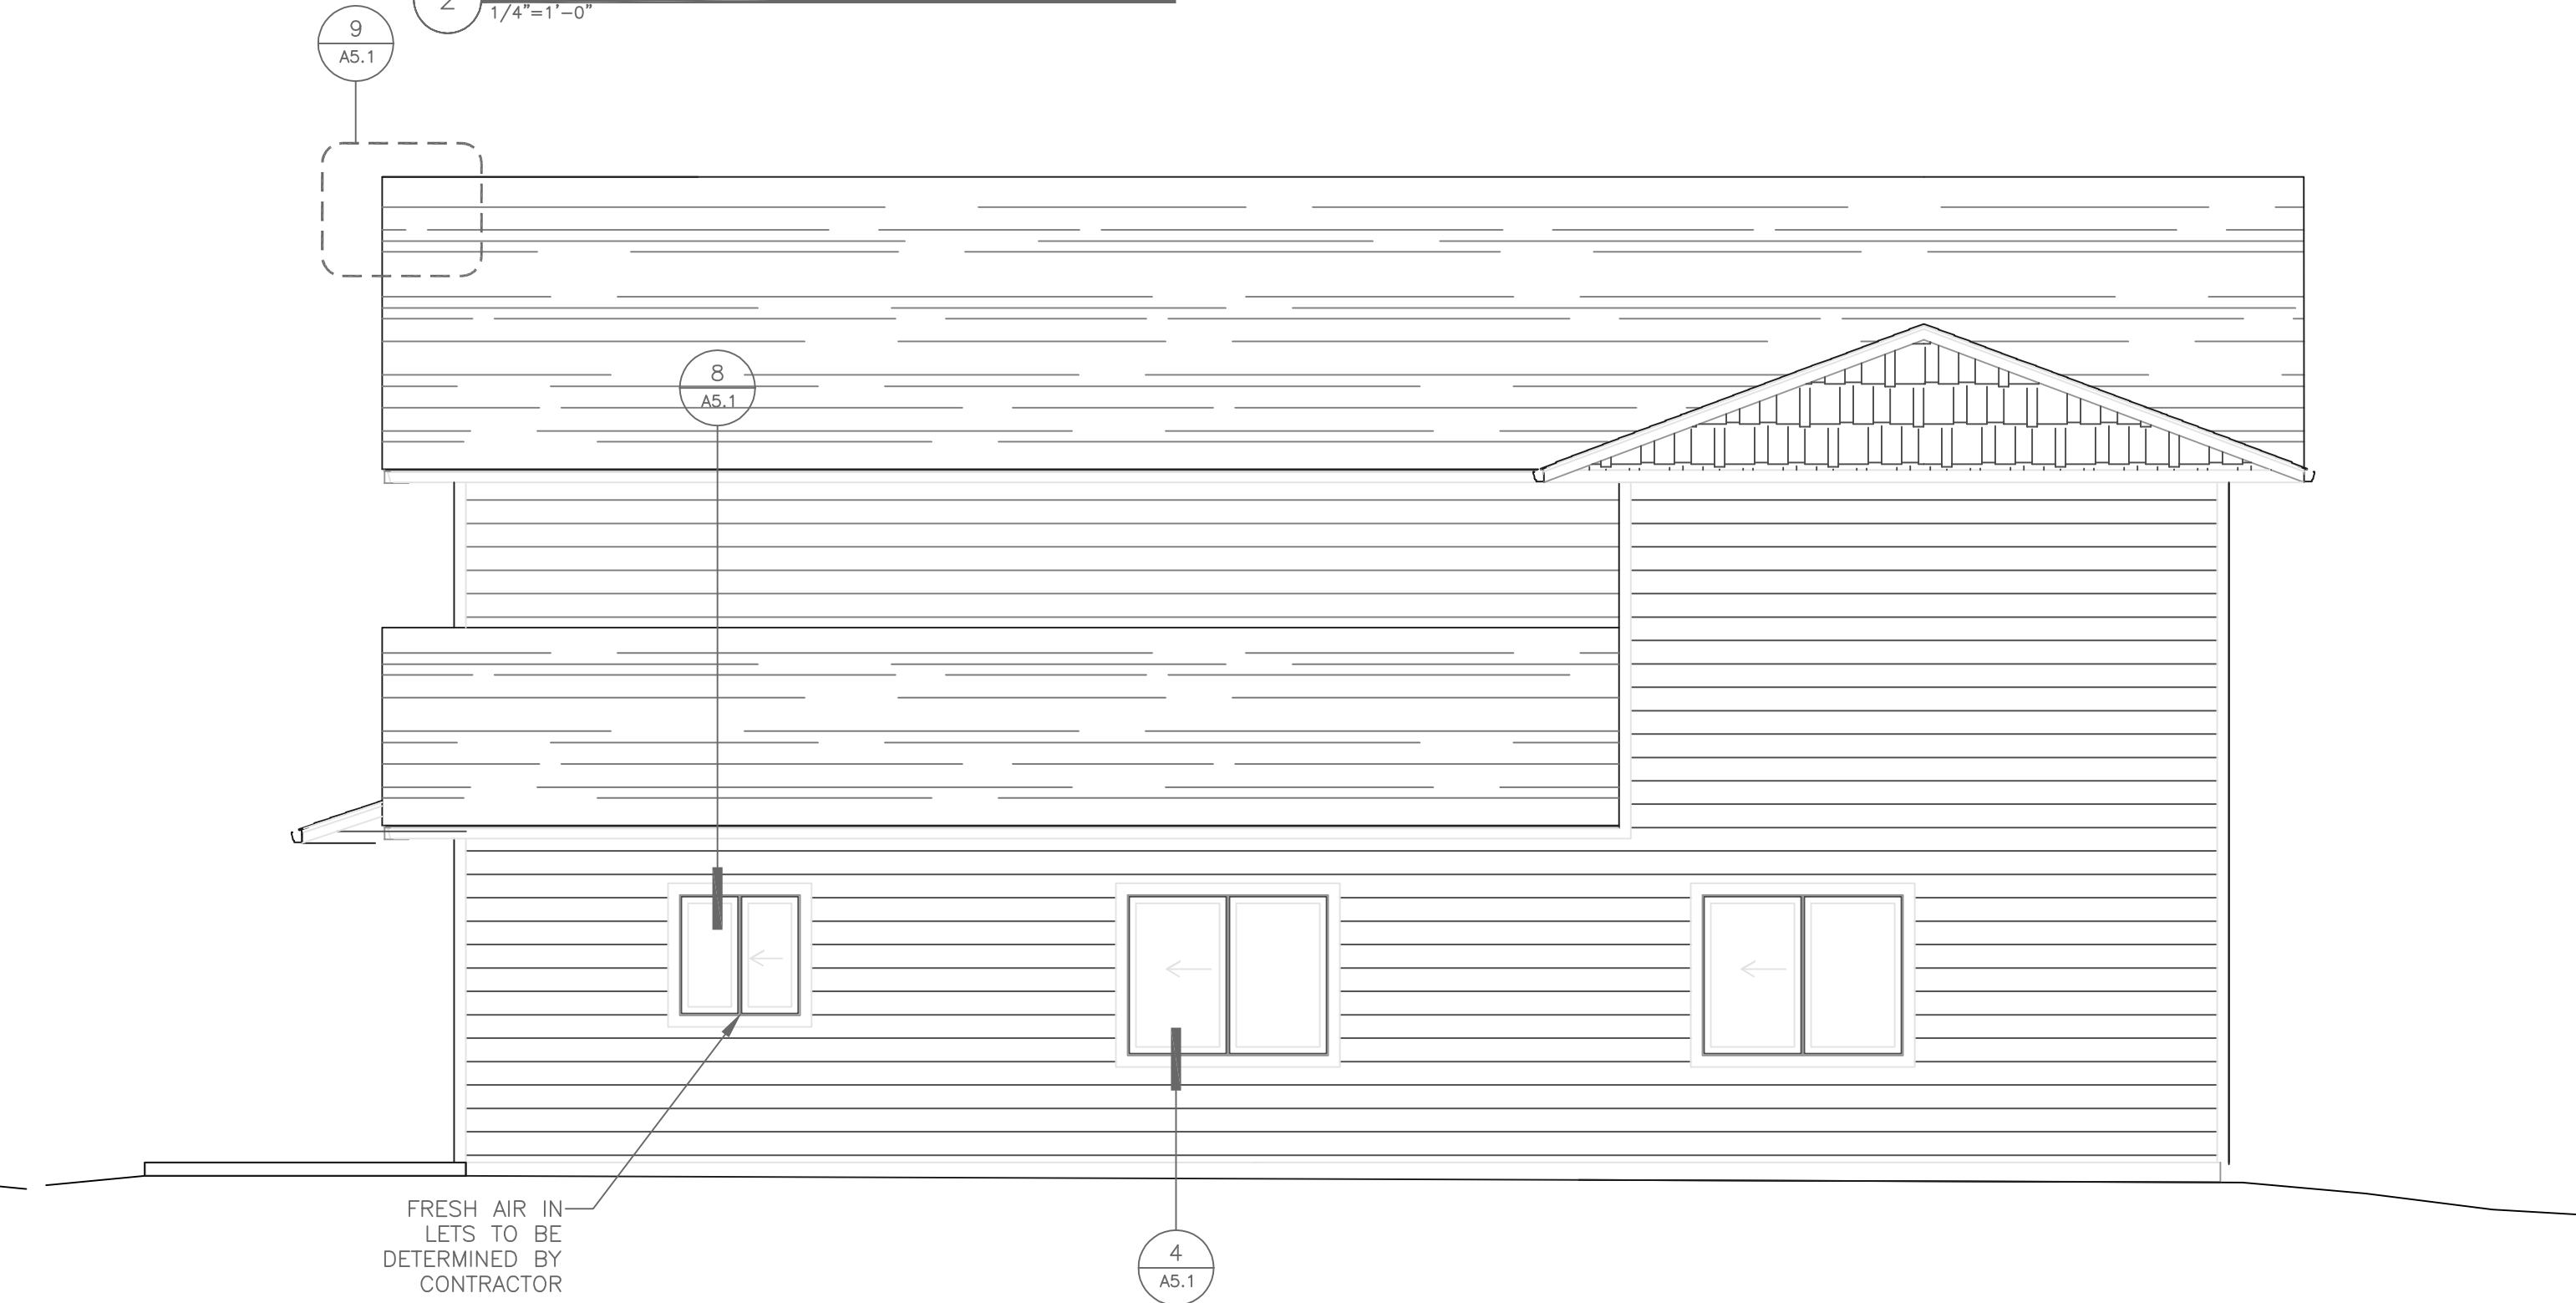 2
1/4"=1'-0"
9
A5.1
8
A5.1
FRESH AIR IN
LETS TO BE
DETERMINED BY
CONTRACTOR
4
A5.1